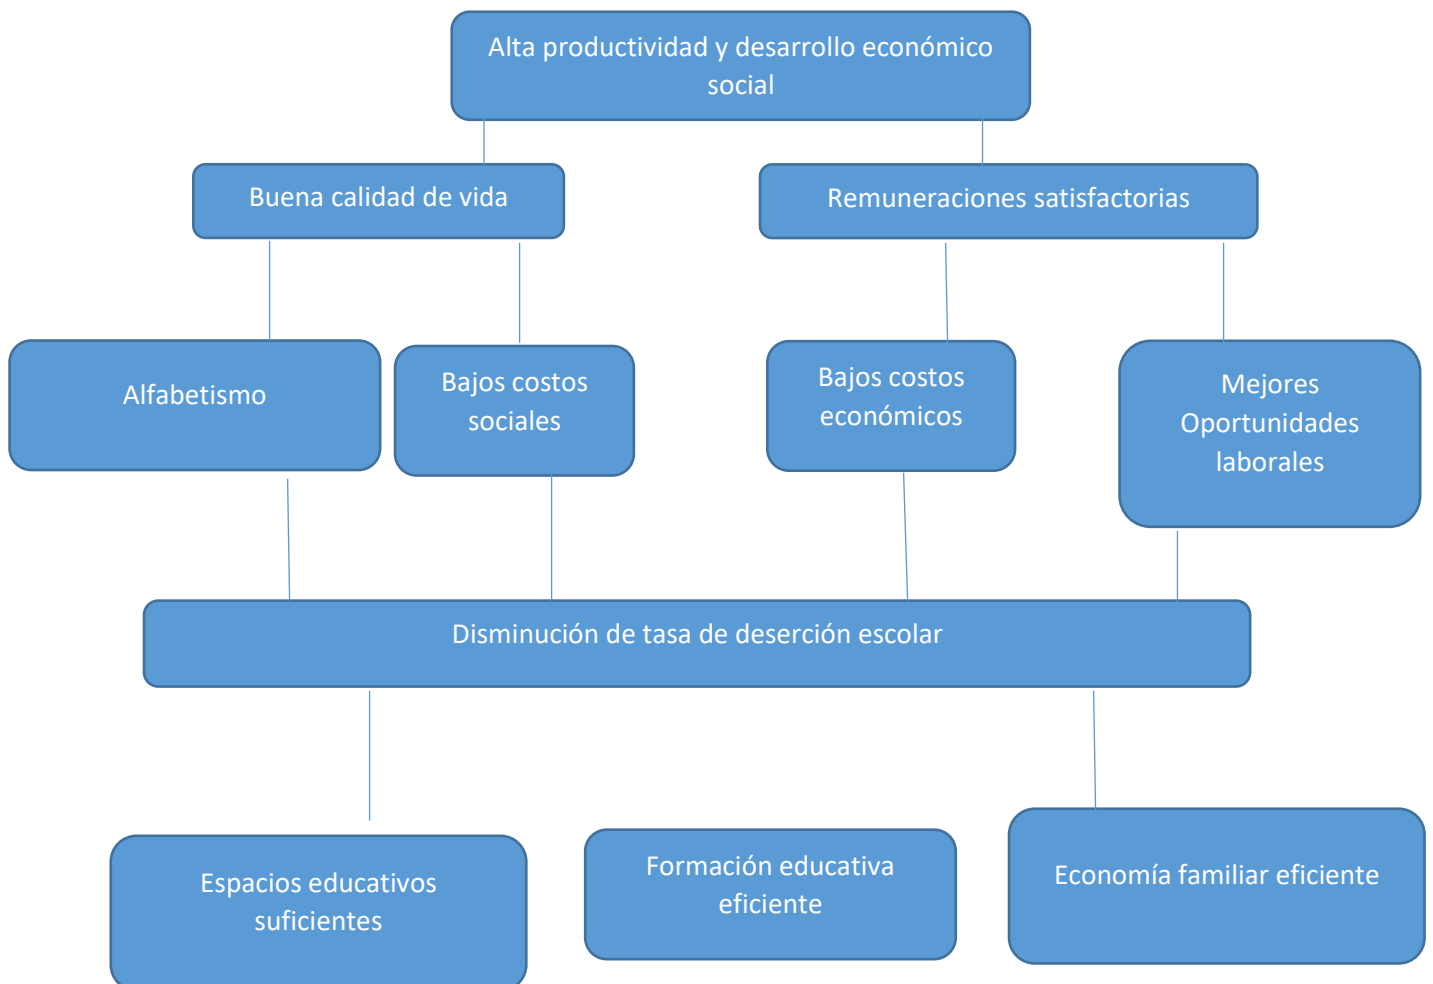 Alta productividad y desarrollo económico
social
Buena calidad de vida
Remuneraciones satisfactorias
Alfabetismo
Bajos costos
sociales
Bajos costos
económicos
Mejores
Oportunidades
laborales
Disminución de tasa de deserción escolar
Espacios educativos
suficientes
Formación educativa
eficiente
Economía familiar eficiente